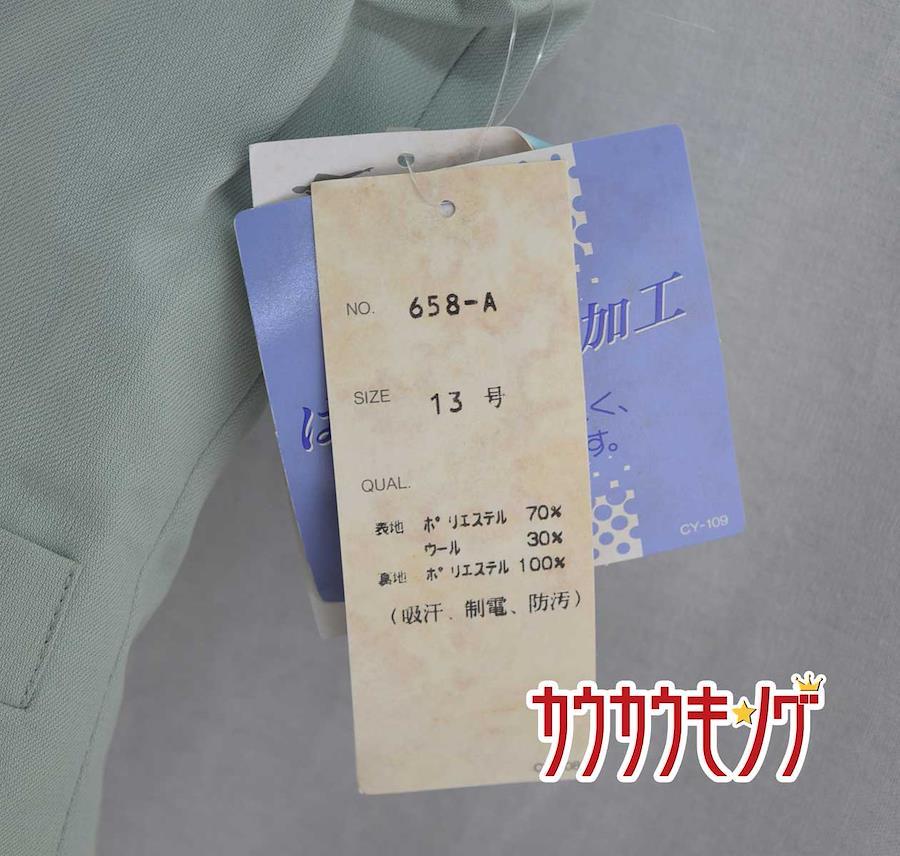 NO. 658-A
SIZE 13 号
QUAL.
表地 ポリエステル 70%
ウール 30%
裏地 ポリエステル 100%
(吸汗、制電、防汚)
加工
は
く、
す。
CY-109
カウカウキング